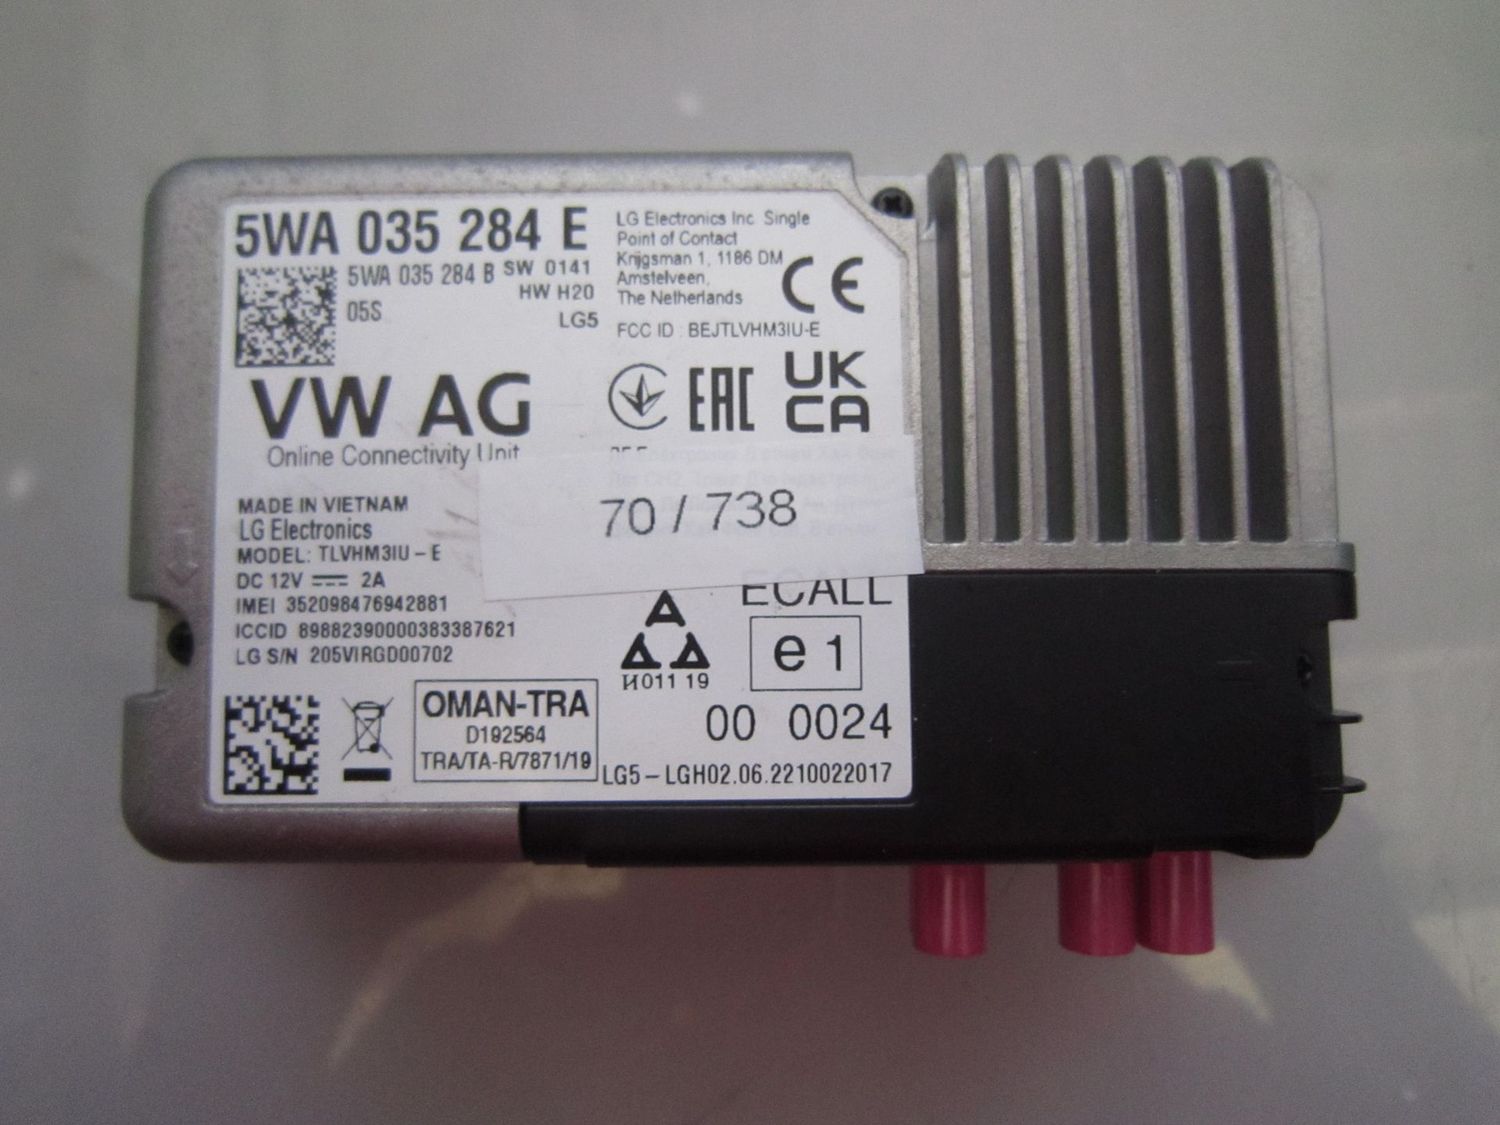 5WA 035 284 E
5WA 035 284 B SW 0141
HW H20
05S
LG5
VW AG
Online Connectivity Unit
MADE IN VIETNAM
LG Electronics
MODEL: TLVHM3IU - E
DC 12V 2A
IMEI 352098476942881
ICCID 89882390000383387621
LG S/N 205VIRGD00702
OMAN-TRA
D192564
TRA/TA-R/7871/19
LG Electronics Inc. Single
Point of Contact
Krijgsman 1, 1186 DM
Amstelveen,
The Netherlands
CE
FCC ID : BEJTLVHM3IU-E
EAC
UK
CA
70 / 738
ECALL
И011 19
e1
00 0024
LG5-LGH02.06.2210022017